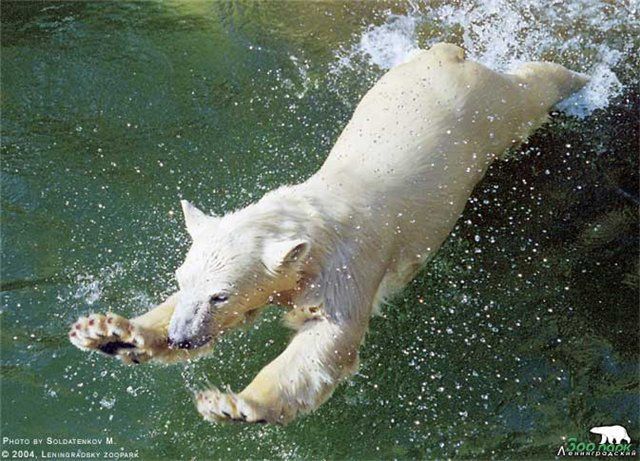 PHOTO BY SOLDATENKOV M.
© 2004, LENINGRADSKY ZOOPARK
Зоопарк
Ленинградский